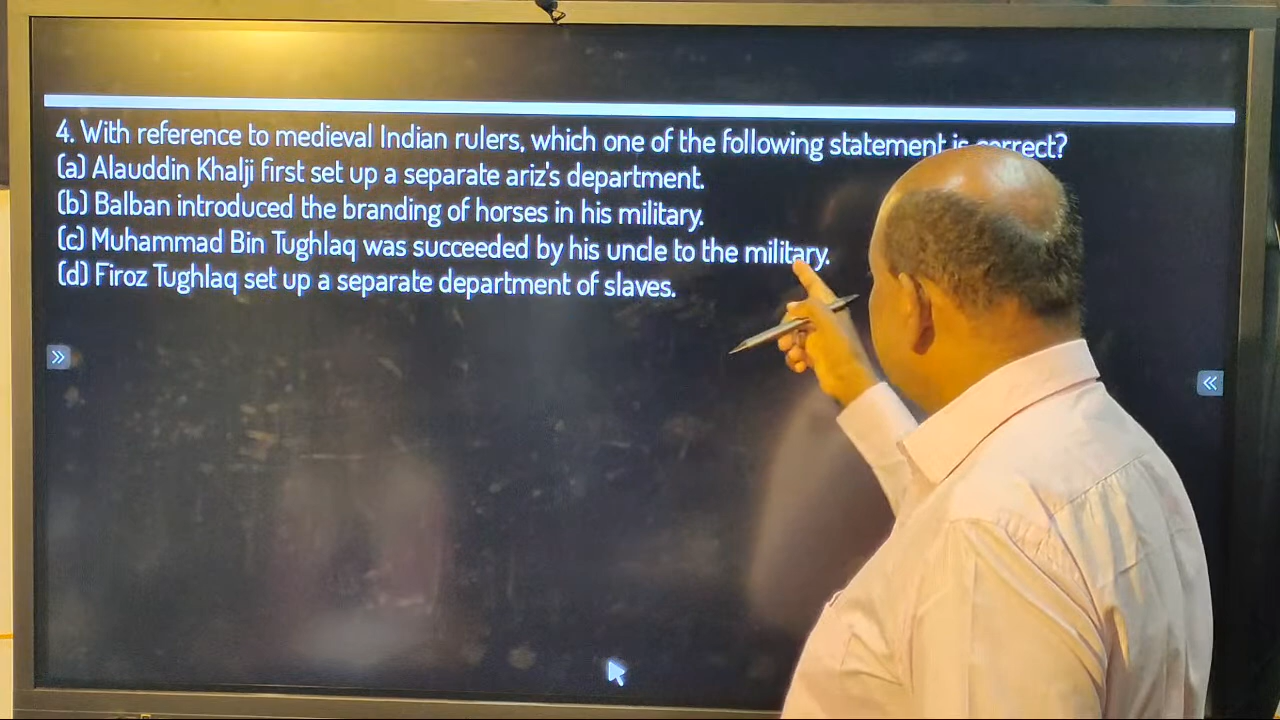 4. With reference to medieval Indian rulers, which one of the following statement is correct?
(a) Alauddin Khalji first set up a separate ariz's department.
(b) Balban introduced the branding of horses in his military.
(c) Muhammad Bin Tughlaq was succeeded by his uncle to the military.
(d) Firoz Tughlaq set up a separate department of slaves.